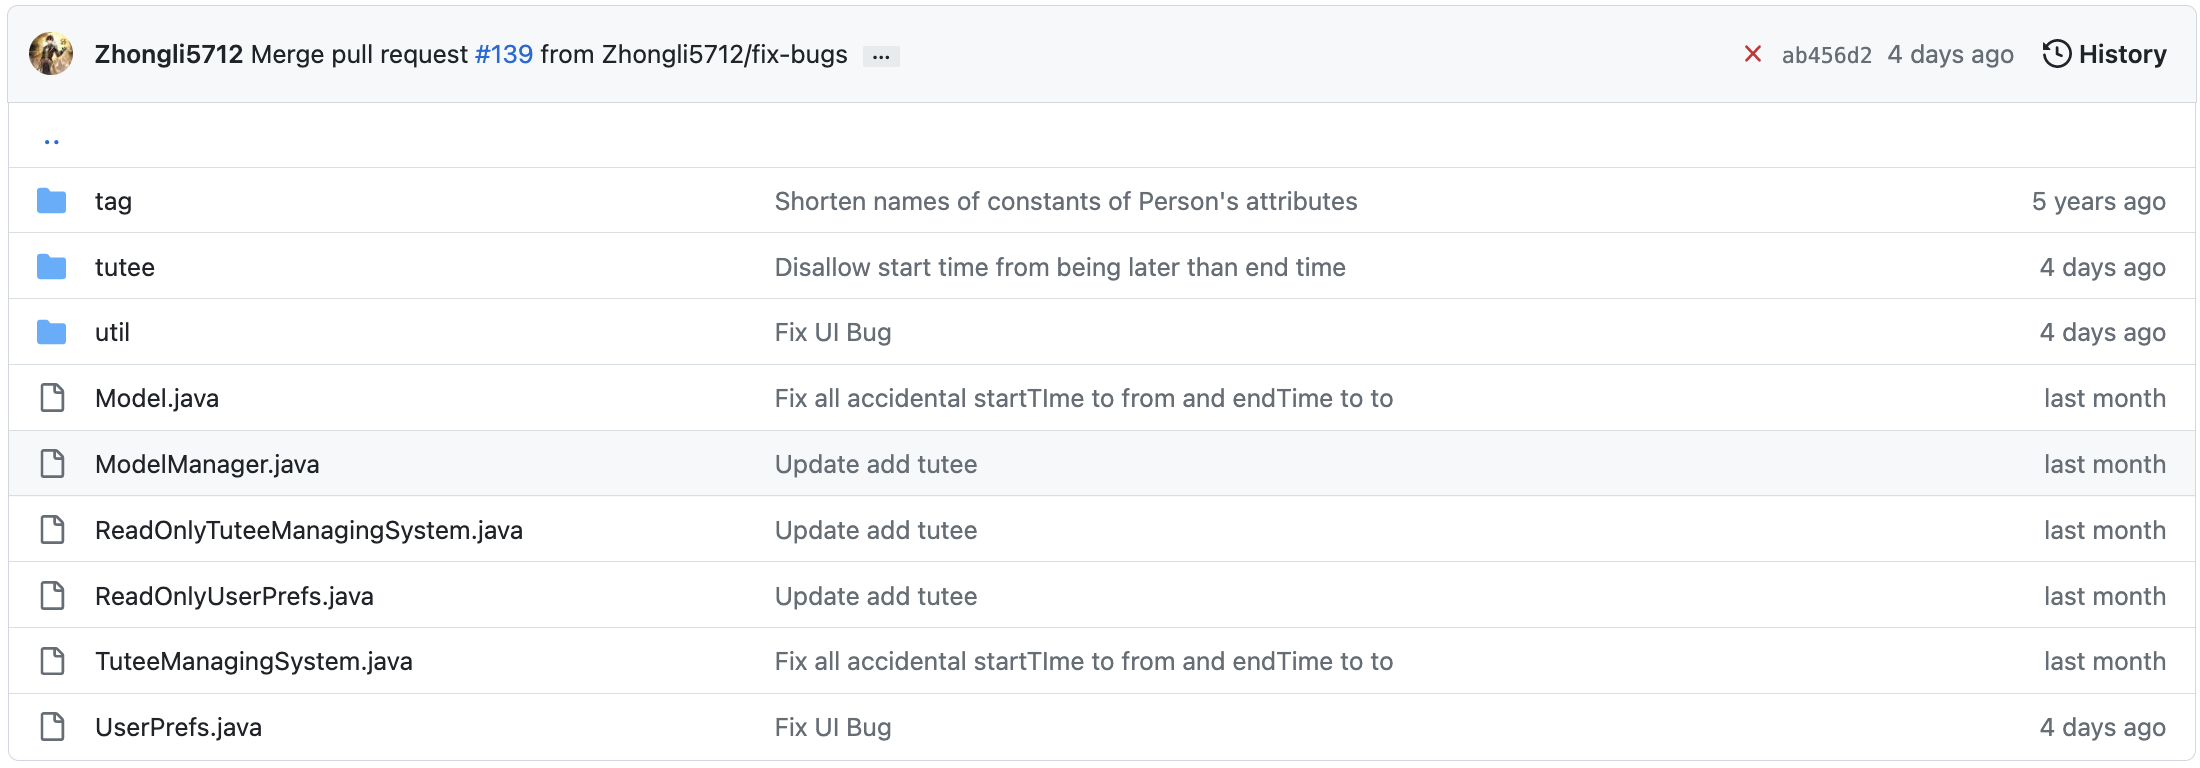 Zhongli5712 Merge pull request #139 from Zhongli5712/fix-bugs ... ab456d2 4 days ago History
..
tag Shorten names of constants of Person's attributes 5 years ago
tutee Disallow start time from being later than end time 4 days ago
util Fix UI Bug 4 days ago
Model.java Fix all accidental startTIme to from and endTime to to last month
ModelManager.java Update add tutee last month
ReadOnlyTuteeManagingSystem.java Update add tutee last month
ReadOnlyUserPrefs.java Update add tutee last month
TuteeManagingSystem.java Fix all accidental startTIme to from and endTime to to last month
UserPrefs.java Fix UI Bug 4 days ago